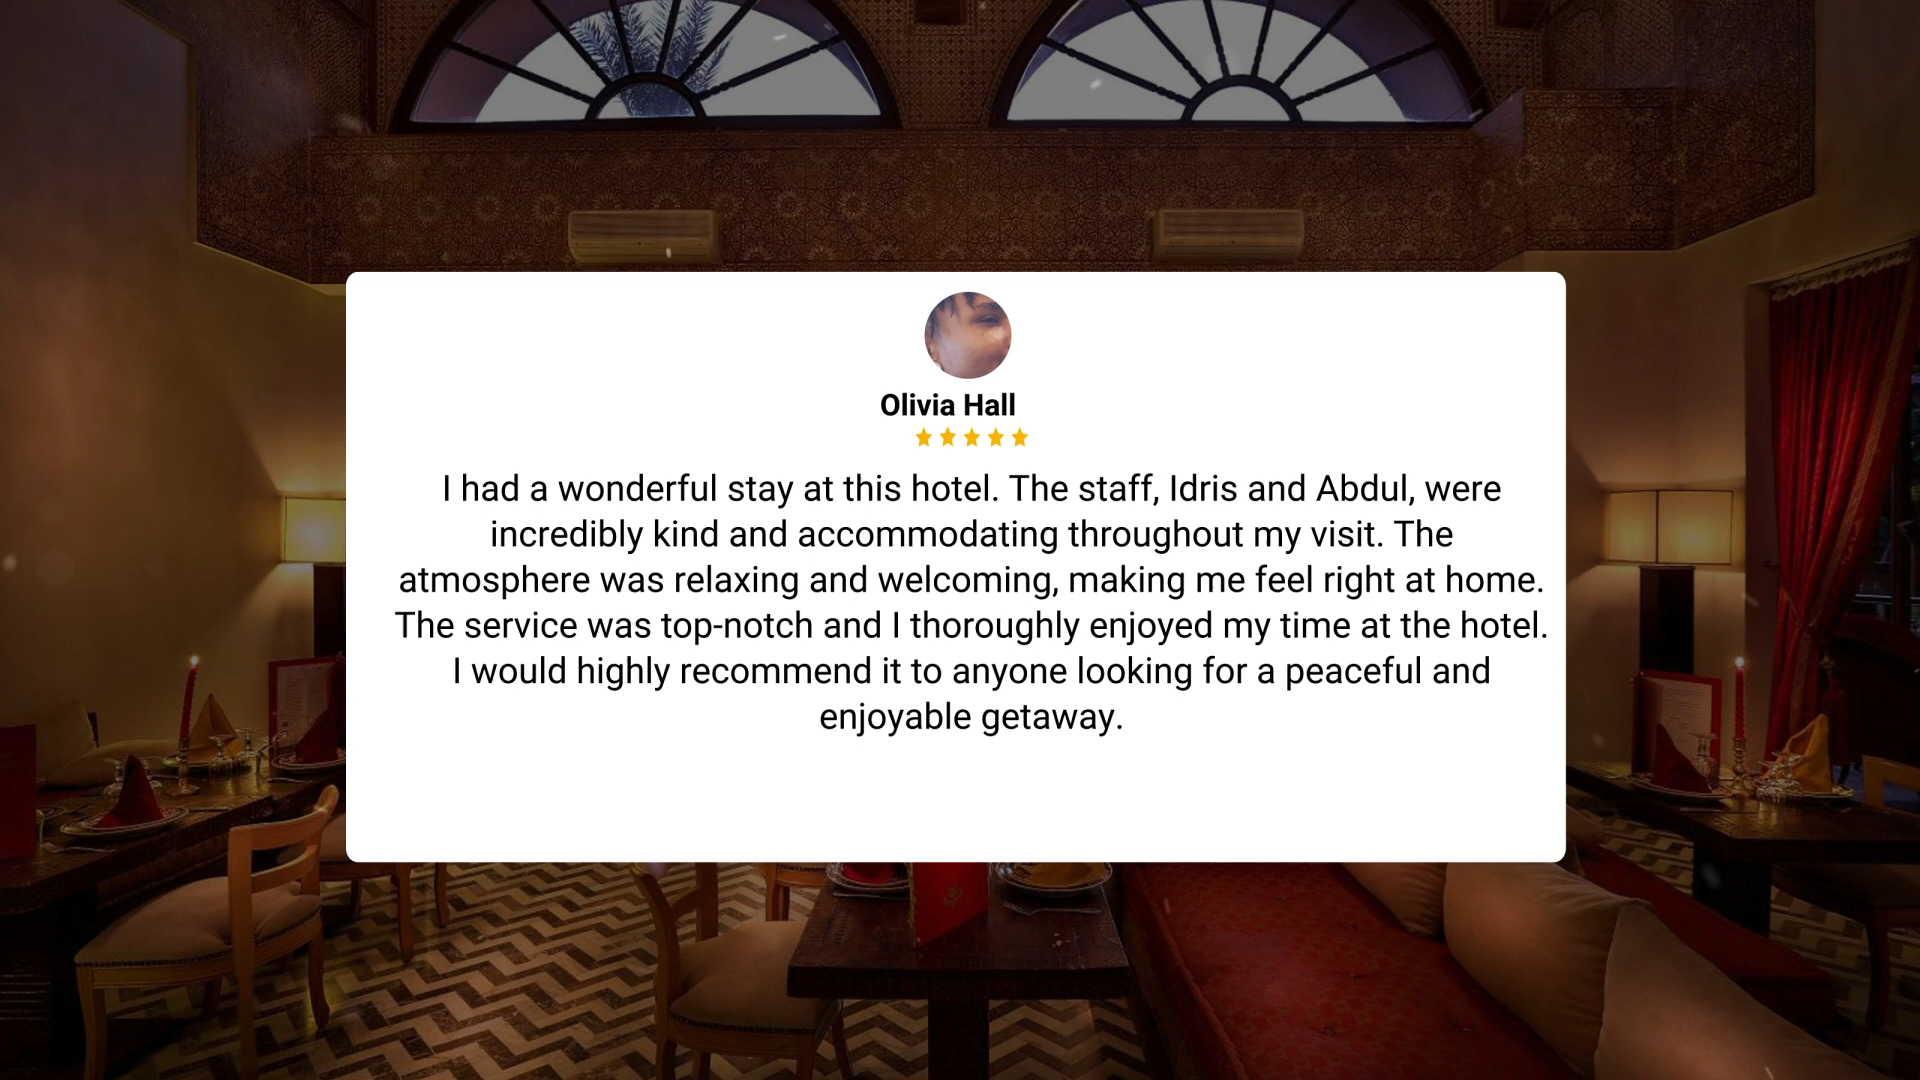 Olivia Hall
I had a wonderful stay at this hotel. The staff, Idris and Abdul, were
incredibly kind and accommodating throughout my visit. The
atmosphere was relaxing and welcoming, making me feel right at home.
The service was top-notch and I thoroughly enjoyed my time at the hotel.
I would highly recommend it to anyone looking for a peaceful and
enjoyable getaway.